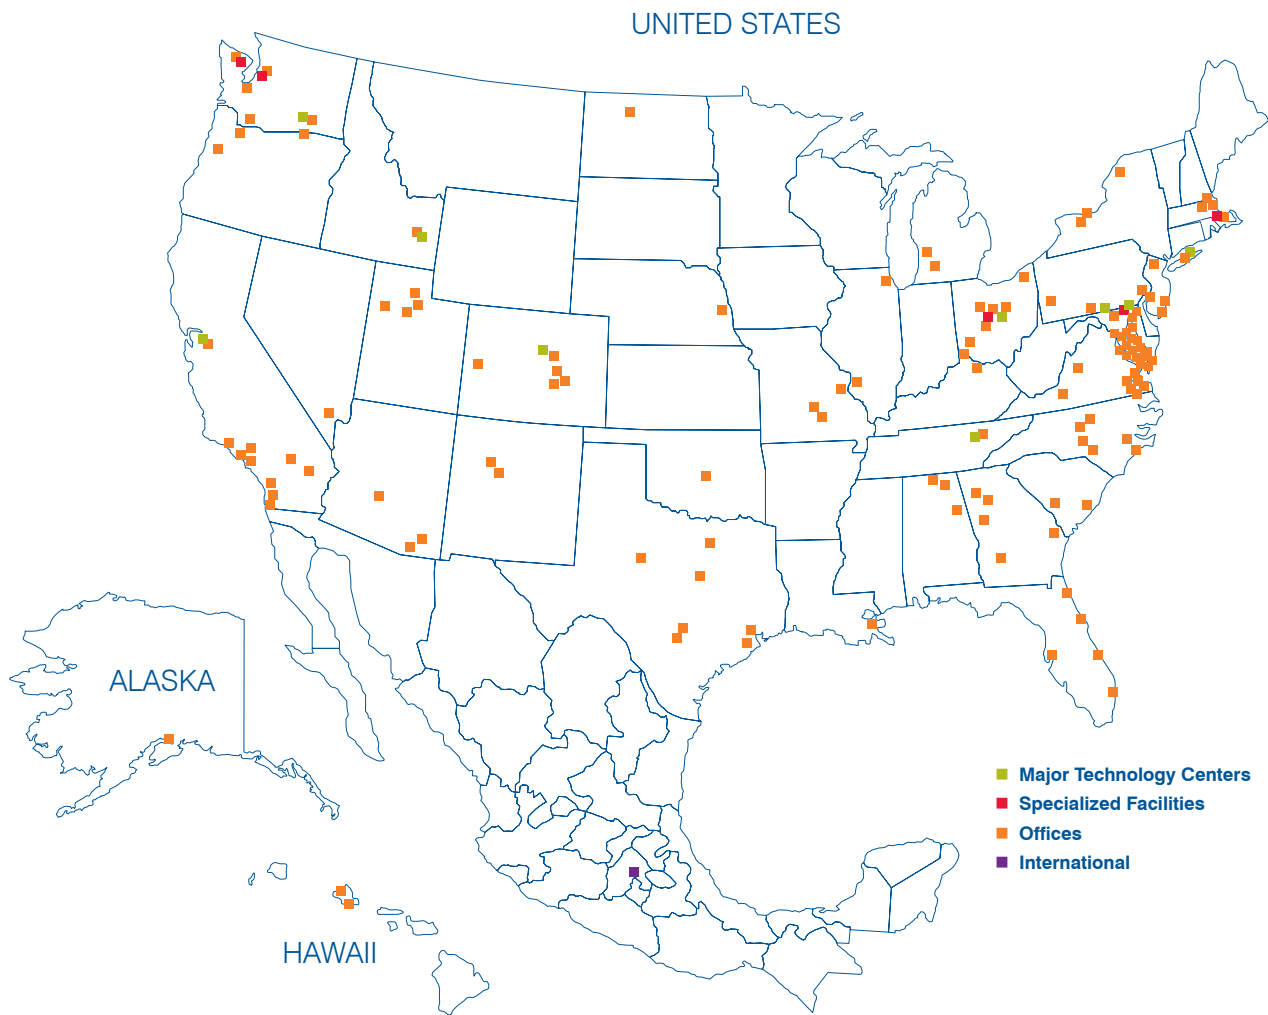 UNITED STATES
ALASKA
Major Technology Centers
Specialized Facilities
Offices
International
HAWAII